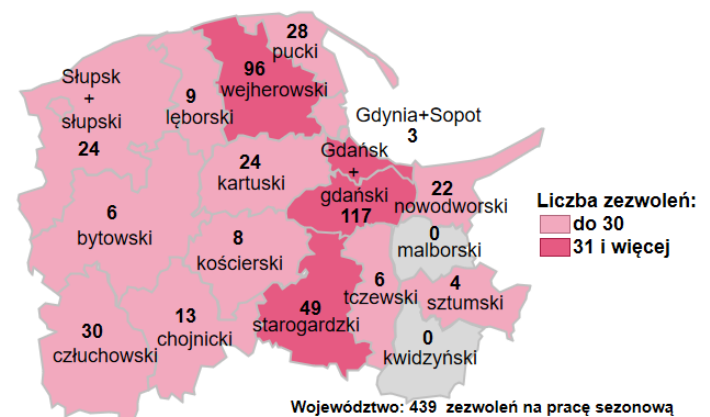 28
pucki
96
wejherowski
Słupsk
+
słupski
24
9
lęborski
Gdynia+Sopot
3
Gdańsk
+
gdański
117
24
kartuski
22
nowodworski
Liczba zezwoleń:
do 30
31 i więcej
6
bytowski
8
kościerski
0
malborski
6
tczewski
4
sztumski
49
starogardzki
13
chojnicki
30
człuchowski
0
kwidzyński
Województwo: 439 zezwoleń na pracę sezonową